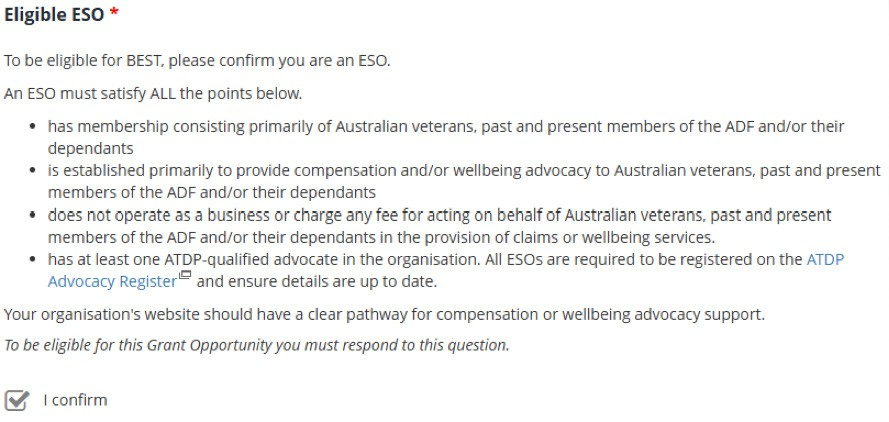 Eligible ESO *
To be eligible for BEST, please confirm you are an ESO.
An ESO must satisfy ALL the points below.
• has membership consisting primarily of Australian veterans, past and present members of the ADF and/or their
dependants
• is established primarily to provide compensation and/or wellbeing advocacy to Australian veterans, past and present
members of the ADF and/or their dependants
• does not operate as a business or charge any fee for acting on behalf of Australian veterans, past and present
members of the ADF and/or their dependants in the provision of claims or wellbeing services.
• has at least one ATDP-qualified advocate in the organisation. All ESOs are required to be registered on the ATDP
Advocacy Register and ensure details are up to date.
Your organisation's website should have a clear pathway for compensation or wellbeing advocacy support.
To be eligible for this Grant Opportunity you must respond to this question.
I confirm